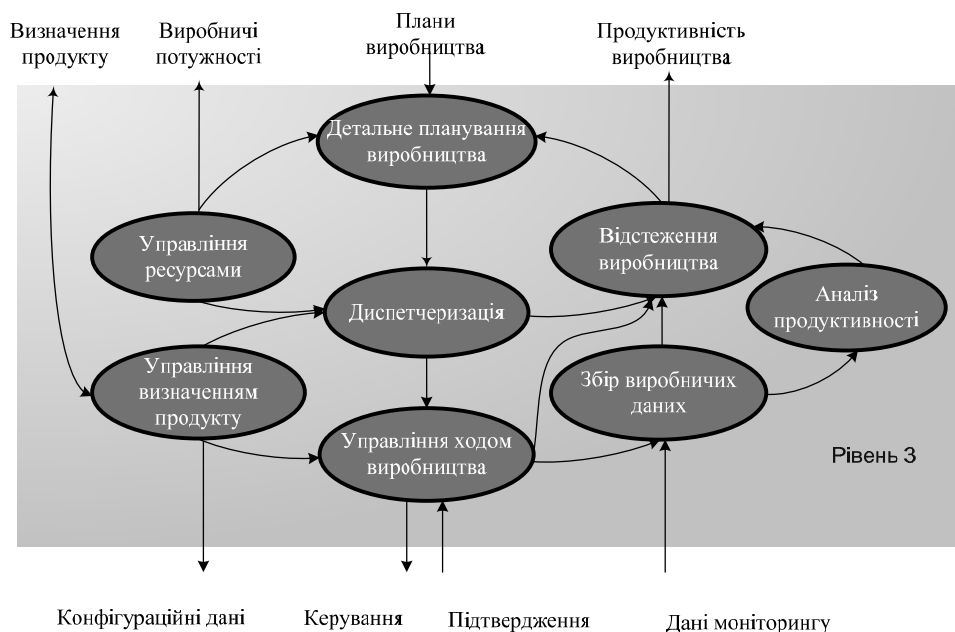 Визначення
продукту
Виробничі
потужності
Плани
виробництва
Продуктивність
виробництва
Детальне планування
виробництва
Управління
ресурсами
Відстеження
виробництва
Аналіз
продуктивності
Диспетчеризація
Управління
визначенням
продукту
Збір виробничих
даних
Управління ходом
виробництва
Рівень 3
Конфігураційні дані
Керування
Підтвердження
Дані моніторингу